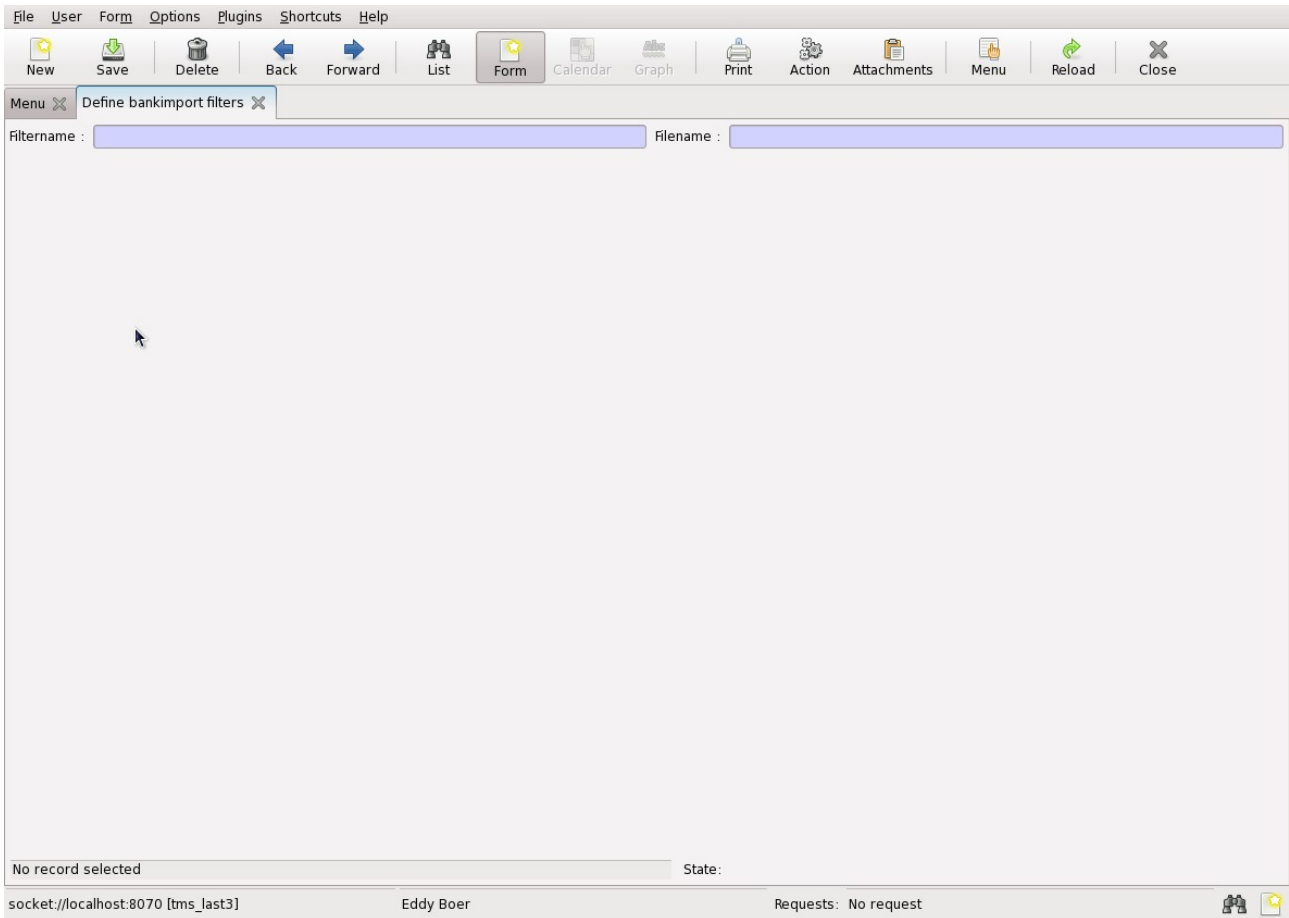 File User Form Options Plugins Shortcuts Help
New Save Delete Back Forward List Form Calendar Graph Print Action Attachments Menu Reload Close
Menu Define bankimport filters
Filtername : Filename :
No record selected State:
socket://localhost:8070 [tms_last3] Eddy Boer Requests: No request